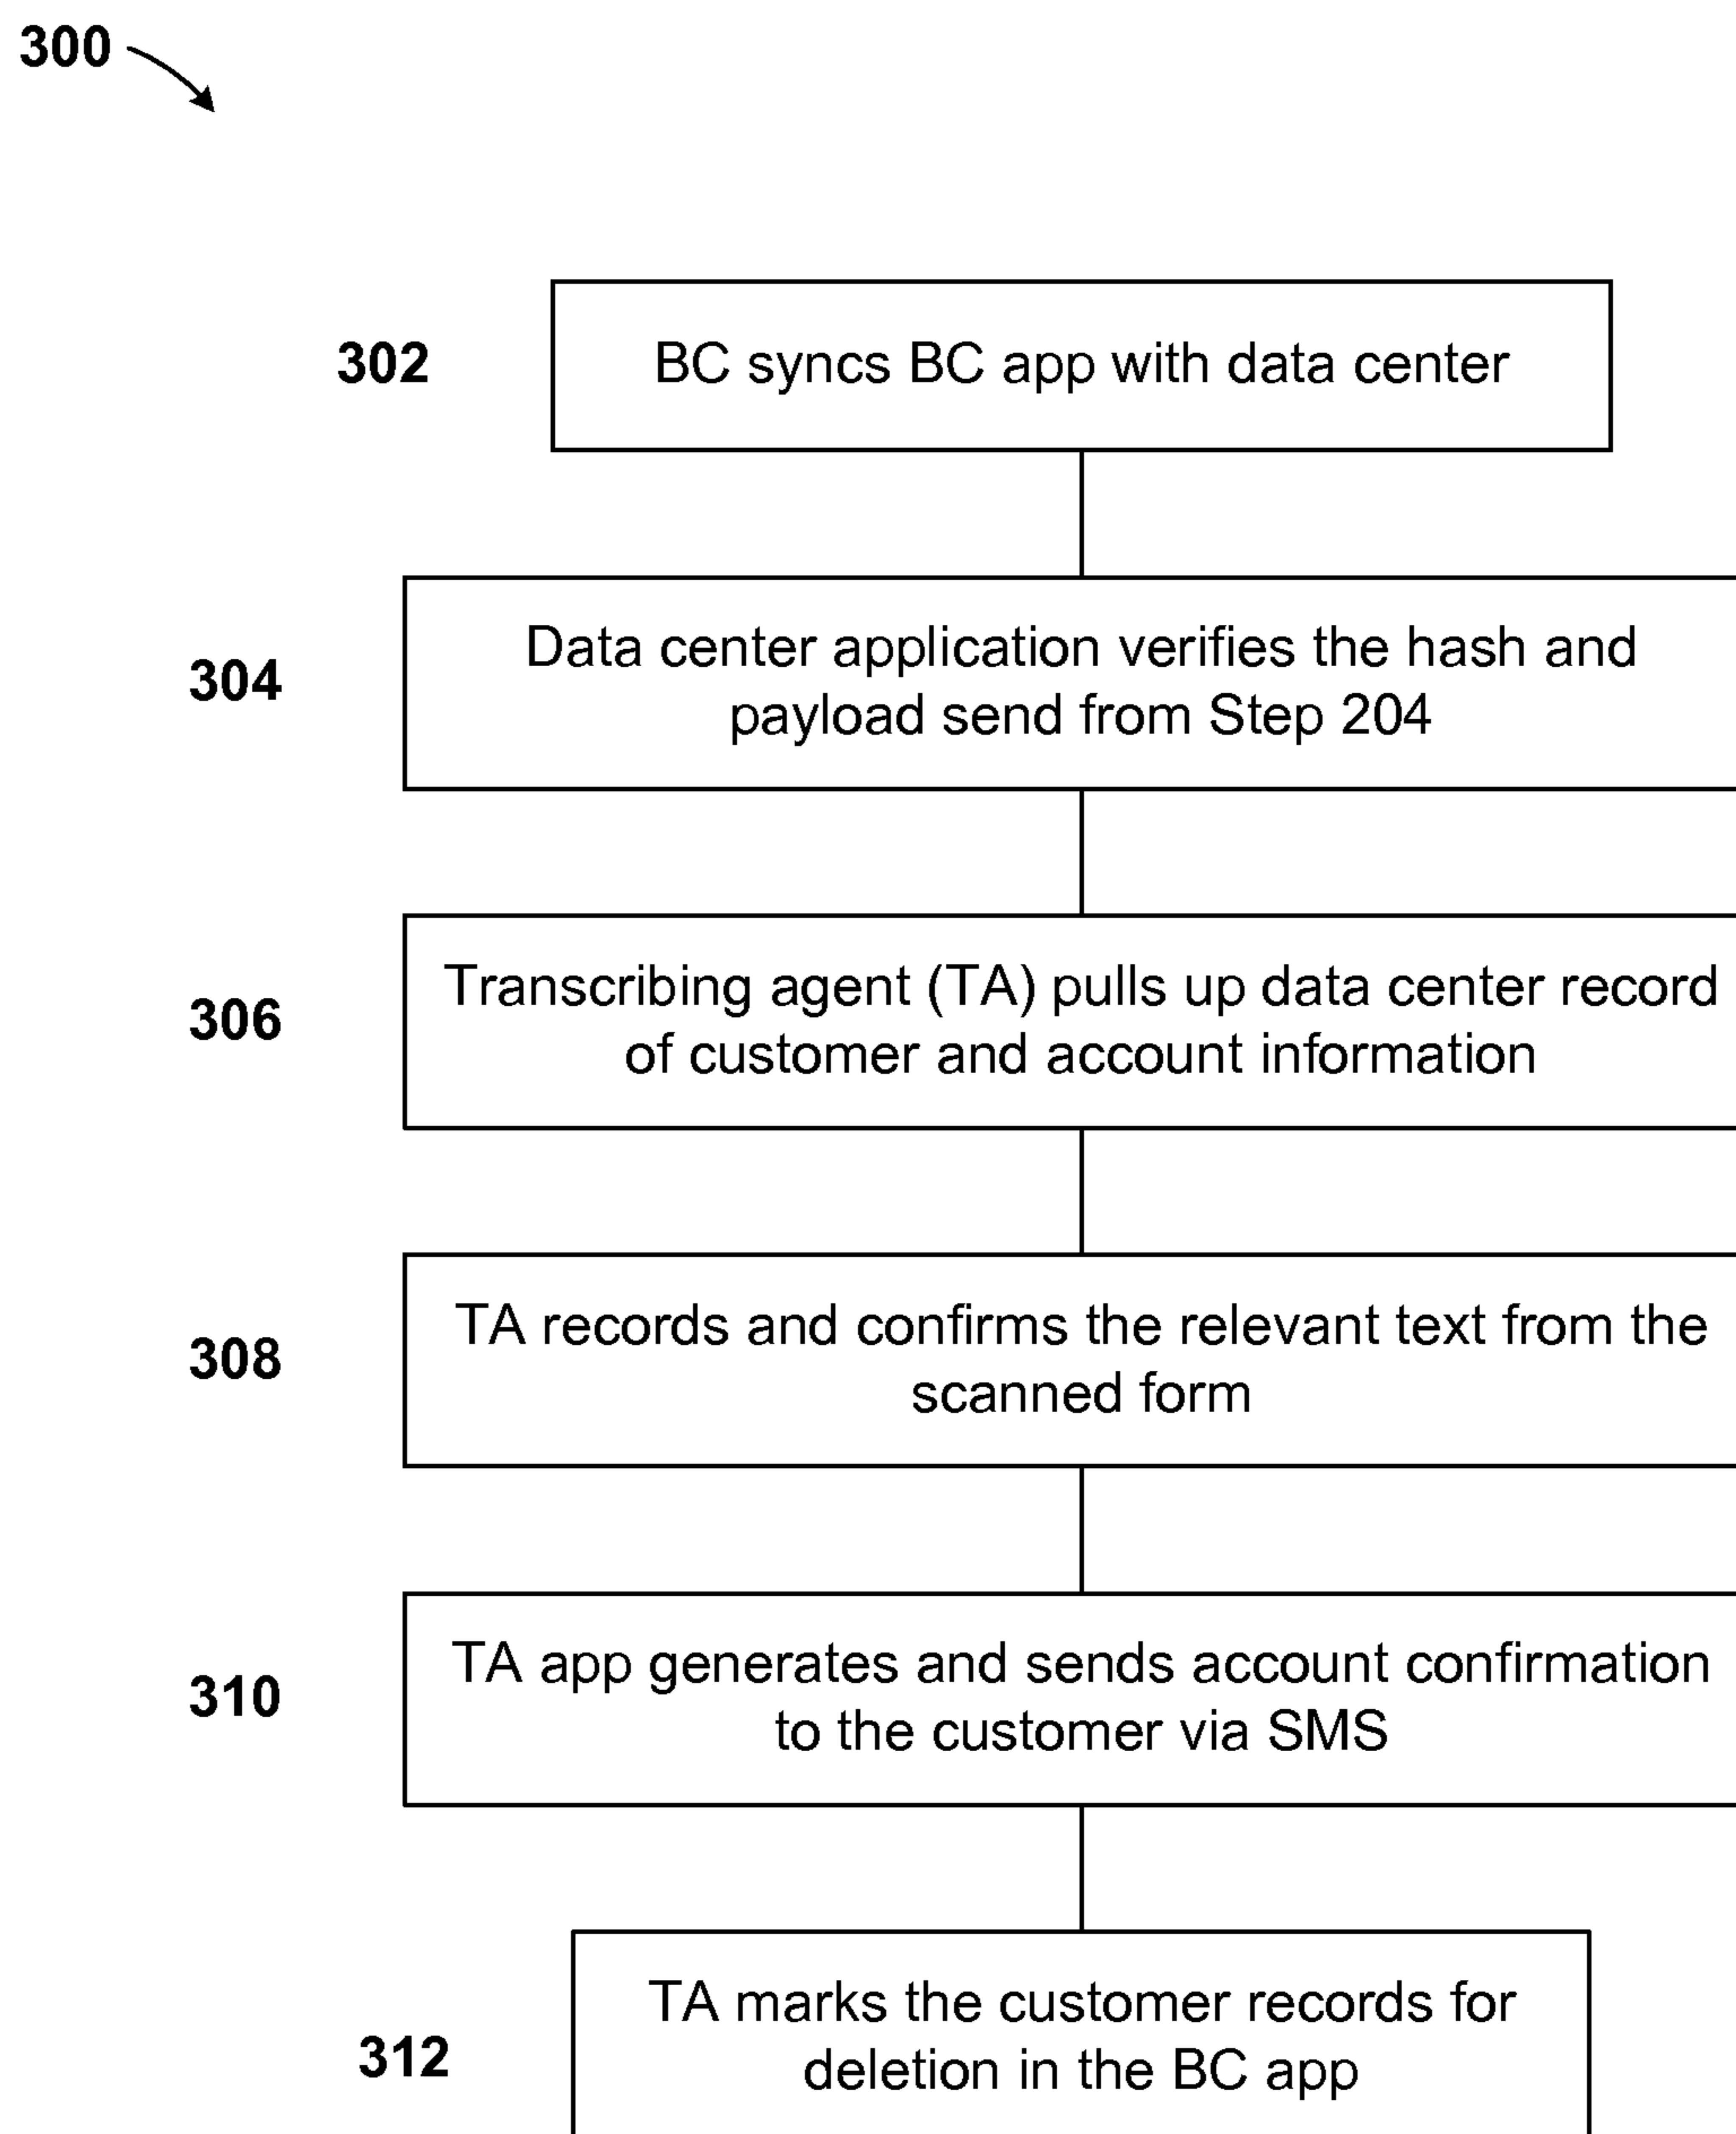 300
302
BC syncs BC app with data center
304
Data center application verifies the hash and
payload send from Step 204
306
Transcribing agent (TA) pulls up data center record
of customer and account information
308
TA records and confirms the relevant text from the
scanned form
310
TA app generates and sends account confirmation
to the customer via SMS
312
TA marks the customer records for
deletion in the BC app